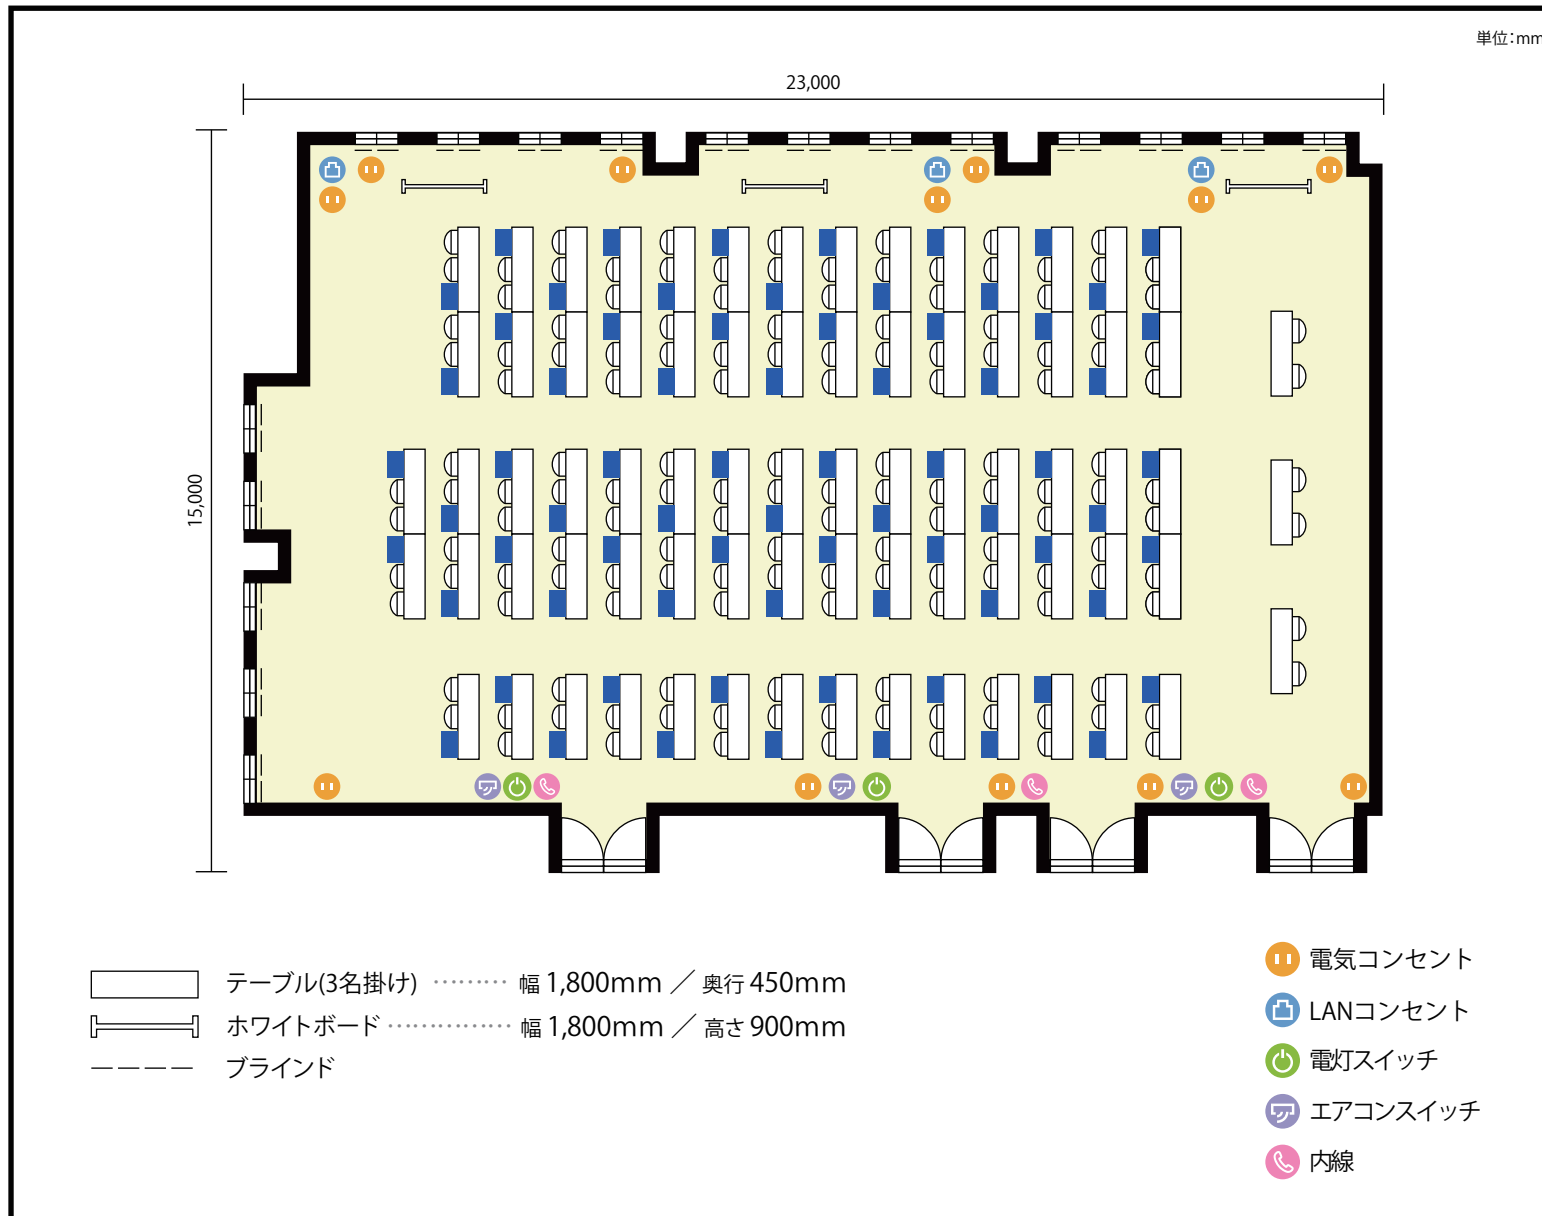 単位：mm
23,000
15,000
テーブル(3名掛け) ……… 幅 1,800mm ／ 奥行 450mm
ホワイトボード …………… 幅 1,800mm ／ 高さ 900mm
ブラインド
電気コンセント
LANコンセント
電灯スイッチ
エアコンスイッチ
内線